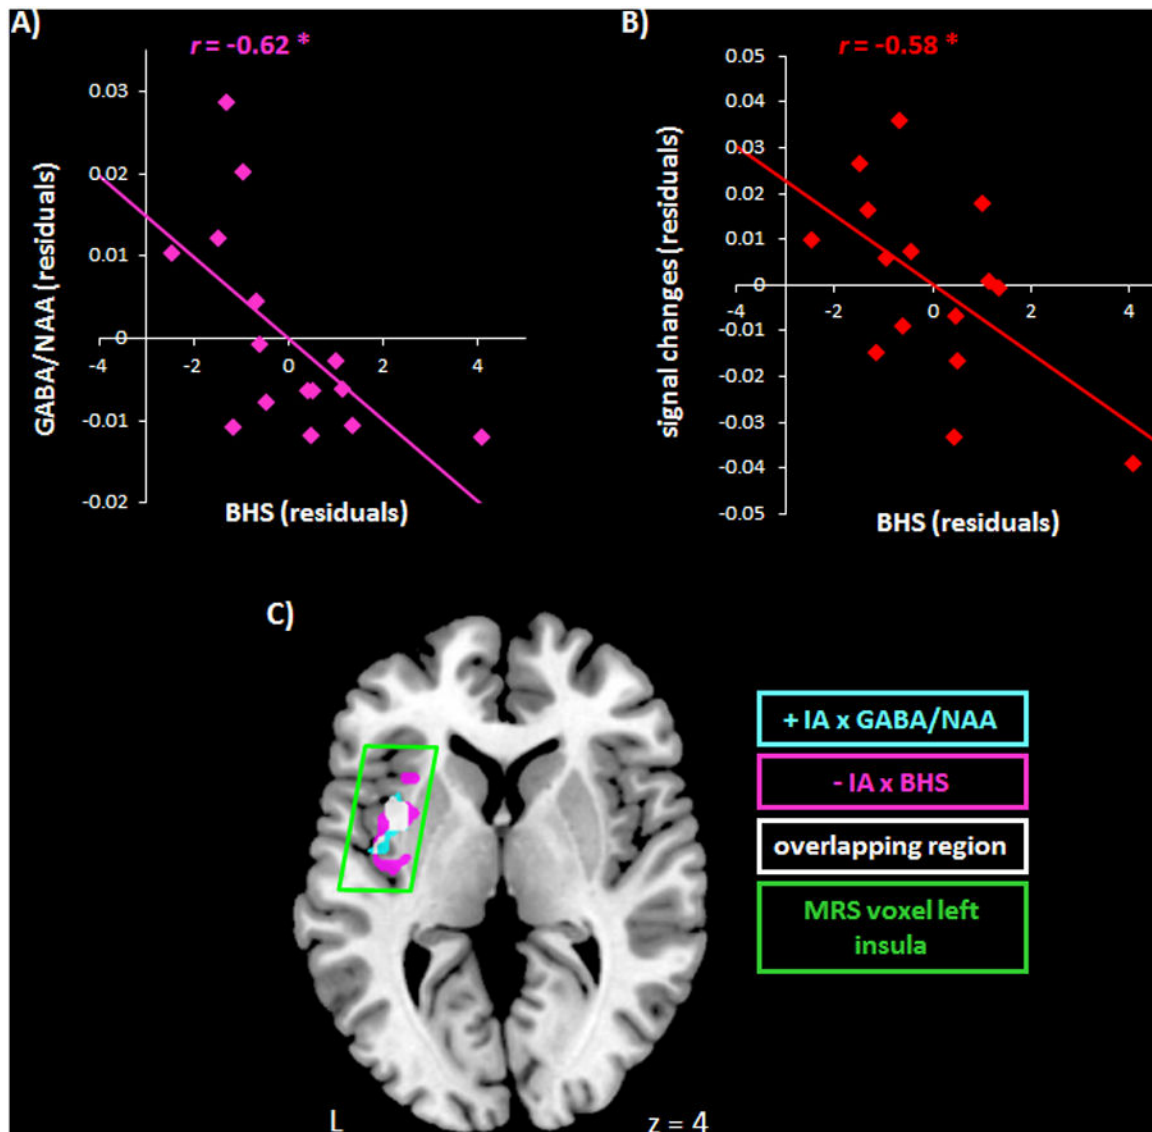 A)
r = -0.62 *
0.03
0.02
0.01
0
-0.01
-0.02
-4
-2
0
2
4
GABA/NAA (residuals)
BHS (residuals)
B)
r = -0.58 *
0.05
0.04
0.03
0.02
0.01
0
-0.01
-0.02
-0.03
-0.04
-0.05
-4
-2
0
2
4
signal changes (residuals)
BHS (residuals)
C)
+ IA x GABA/NAA
- IA x BHS
overlapping region
MRS voxel left
insula
L
z = 4